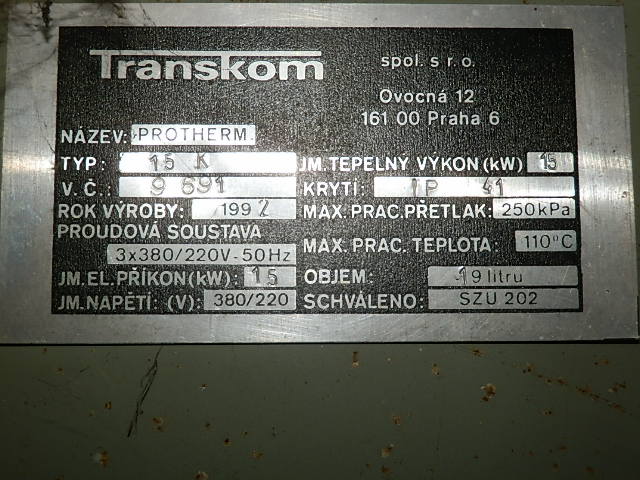 Transkom spol. s r.o.
Ovocná 12
161 00 Praha 6
NÁZEV: PROTHERM
TYP: 15 K JM. TEPELNÝ VÝKON (kW) 15
V. Č.: 9 691 KRYTÍ: IP 41
ROK VÝROBY: 1992 MAX. PRAC. PŘETLAK: 250kPa
PROUDOVÁ SOUSTAVA
3x380/220V-50Hz MAX. PRAC. TEPLOTA: 110°C
JM. EL. PŘÍKON(kW): 15 OBJEM: 19 litru
JM. NAPĚTÍ: (V): 380/220 SCHVÁLENO: SZU 202